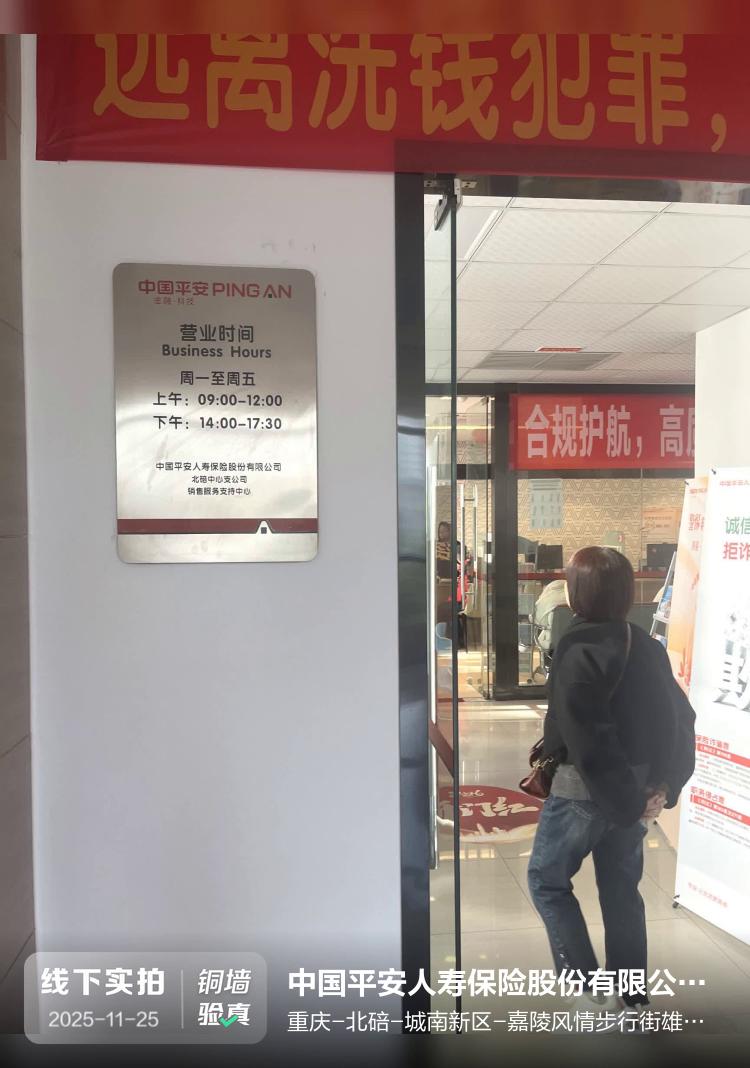 远离洗钱犯罪，
中国平安 PING AN
金融·科技
营业时间
Business Hours
周一至周五
上午：09:00-12:00
下午：14:00-17:30
中国平安人寿保险股份有限公司
北碚中心支公司
销售服务支持中心
合规护航，高
诚信
拒诈
线下实拍
2025-11-25
铜墙
验真
中国平安人寿保险股份有限公…
重庆-北碚-城南新区-嘉陵风情步行街雄…